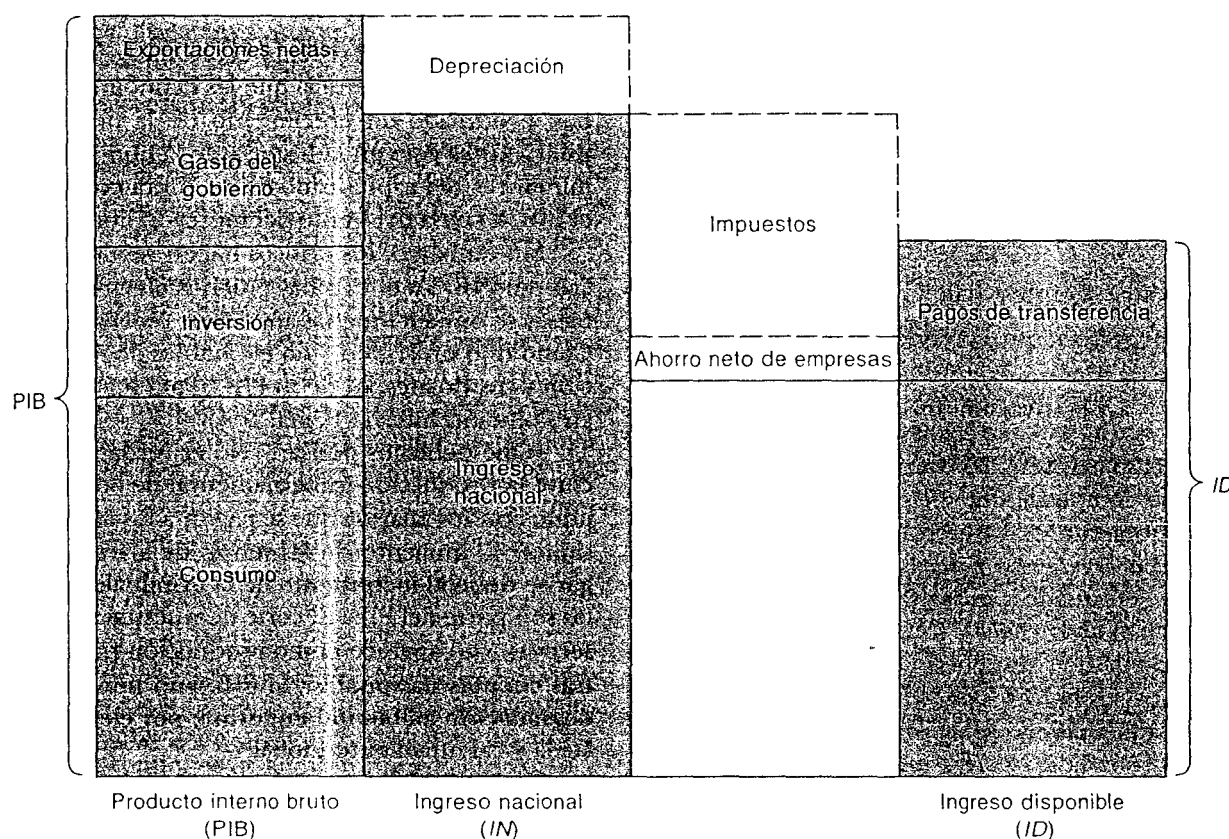 Exportaciones netas
Depreciación
Gasto del
gobierno
Impuestos
Inversión
Pagos de transferencia
Ahorro neto de empresas
PIB
Ingreso
nacional
ID
Consumo
Producto interno bruto
(PIB)
Ingreso nacional
(IN)
Ingreso disponible
(ID)